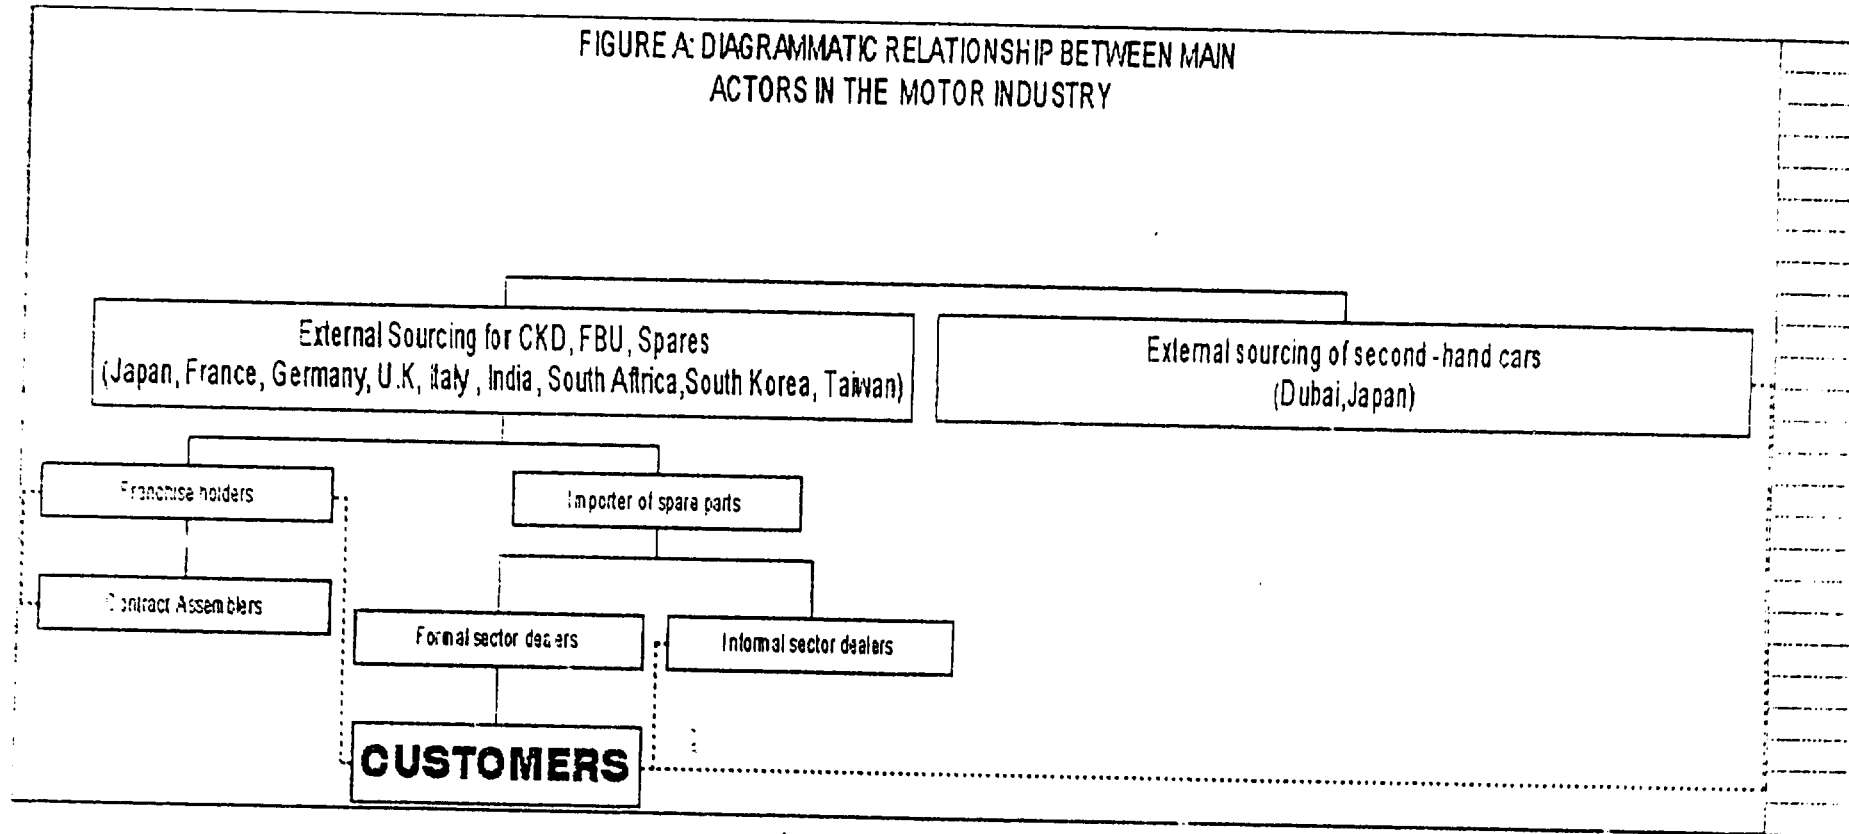 FIGURE A: DIAGRAMMATIC RELATIONSHIP BETWEEN MAIN
ACTORS IN THE MOTOR INDUSTRY
External Sourcing for CKD, FBU, Spares
(Japan, France, Germany, U.K, Italy , India, South Aftrica,South Korea, Taiwan)
External sourcing of second-hand cars
(Dubai,Japan)
Franchise holders
Importer of spare parts
Contract Assemblers
Formal sector dealers
Informal sector dealers
CUSTOMERS